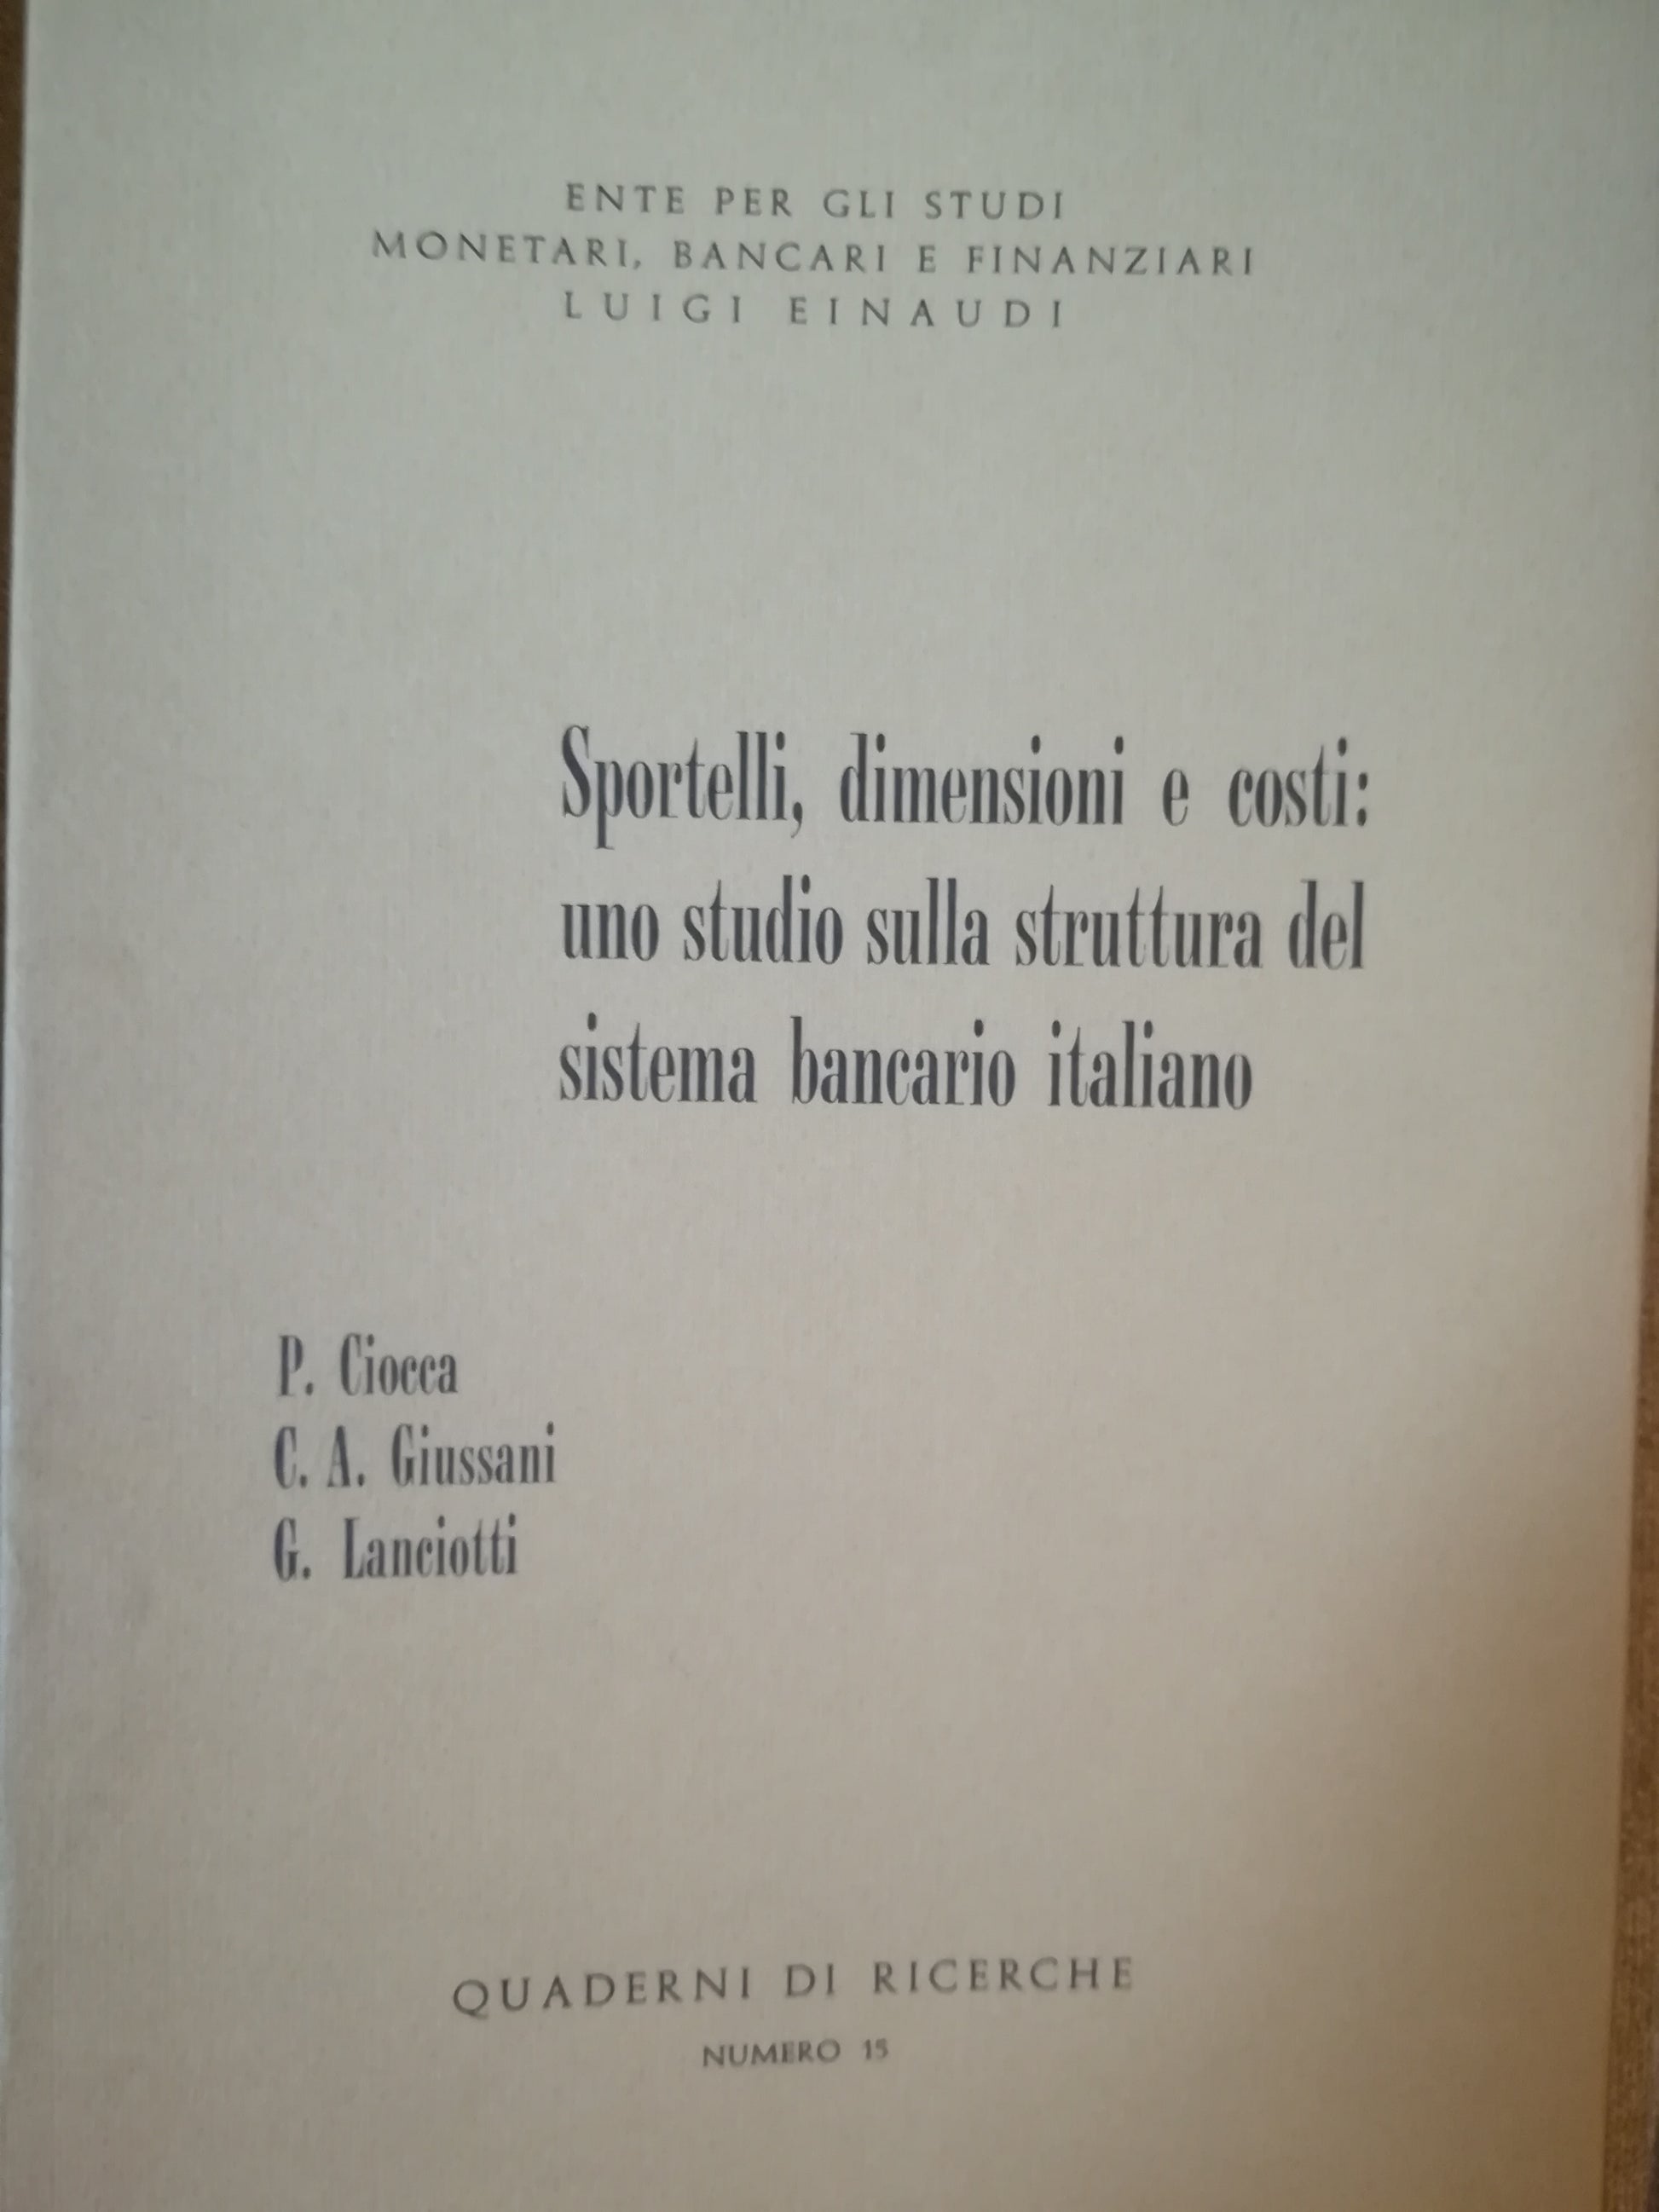 ENTE PER GLI STUDI
MONETARI, BANCARI E FINANZIARI
LUIGI EINAUDI
Sportelli, dimensioni e costi:
uno studio sulla struttura del
sistema bancario italiano
P. Ciocca
C. A. Giussani
G. Lanciotti
QUADERNI DI RICERCHE
NUMERO 15